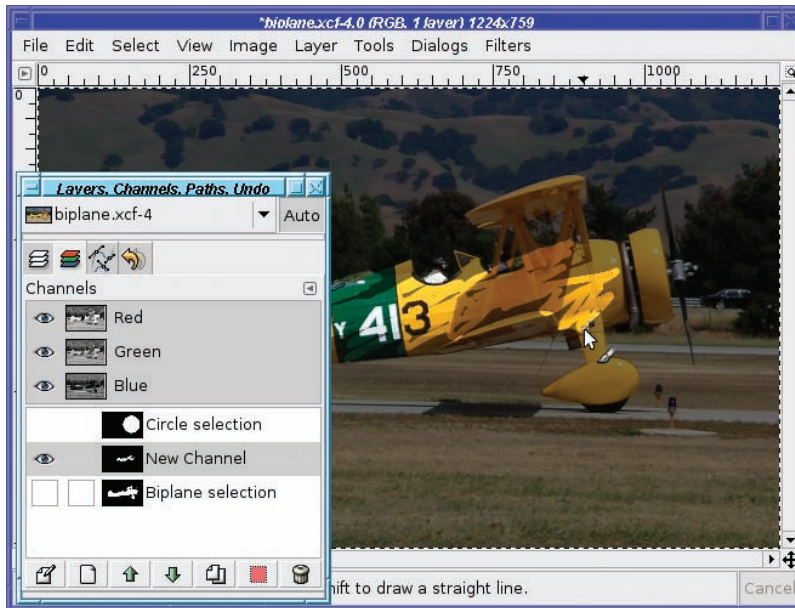 *biplane.xcf-4.0 (RGB, 1 layer) 1224x759
File Edit Select View Image Layer Tools Dialogs Filters
0 250 500 750 1000
0
Layers, Channels, Paths, Undo
biplane.xcf-4 Auto
Channels
Red
Green
Blue
Circle selection
New Channel
Biplane selection
Y 413
ift to draw a straight line.
Cancel